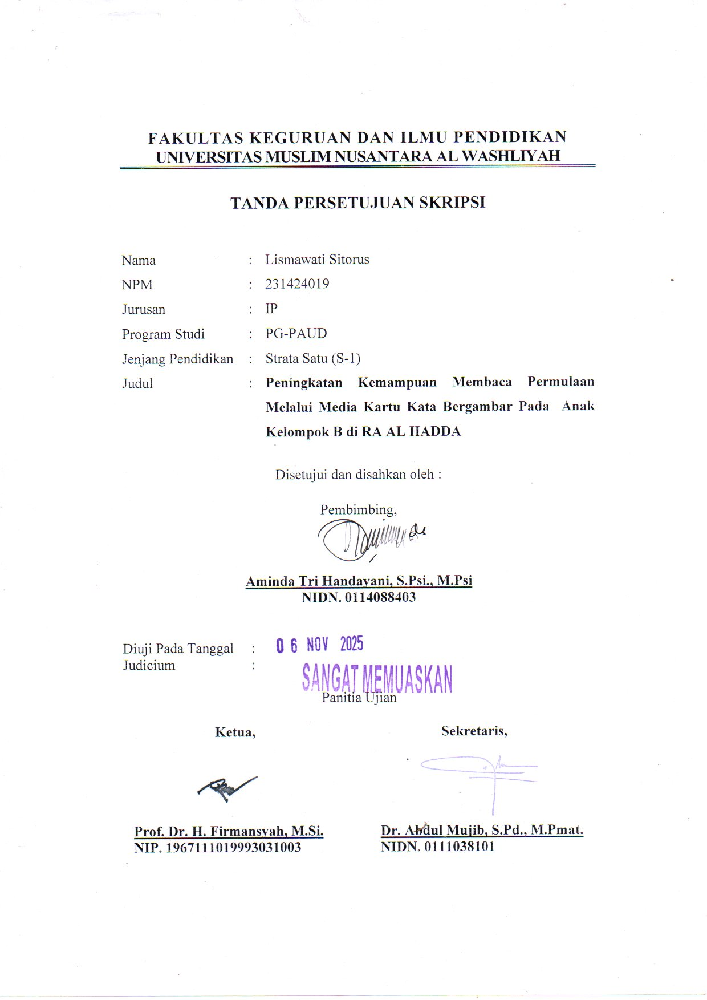 FAKULTAS KEGURUAN DAN ILMU PENDIDIKAN
UNIVERSITAS MUSLIM NUSANTARA AL WASHLIYAH
TANDA PERSETUJUAN SKRIPSI
Nama : Lismawati Sitorus
NPM : 231424019
Jurusan : IP
Program Studi : PG-PAUD
Jenjang Pendidikan : Strata Satu (S-1)
Judul : Peningkatan Kemampuan Membaca Permulaan
Melalui Media Kartu Kata Bergambar Pada Anak
Kelompok B di RA AL HADDA
Disetujui dan disahkan oleh :
Pembimbing,
Aminda Tri Handayani, S.Psi., M.Psi
NIDN. 0114088403
Diuji Pada Tanggal : 06 NOV 2025
Judicium :
SANGAT MEMUASKAN
Panitia Ujian
Ketua, Sekretaris,
Prof. Dr. H. Firmansyah, M.Si. Dr. Abdul Mujib, S.Pd., M.Pmat.
NIP. 1967111019993031003 NIDN. 0111038101